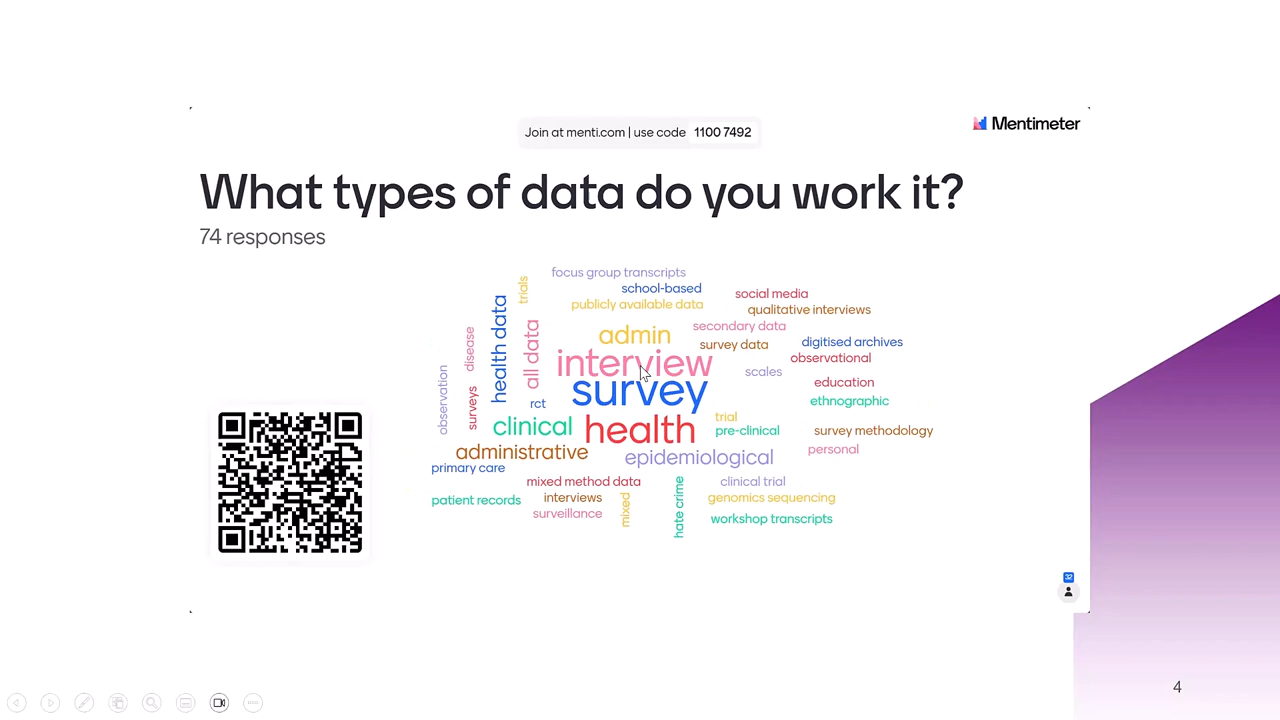 Join at menti.com | use code 1100 7492
Mentimeter
What types of data do you work it?
74 responses
focus group transcripts
trials
school-based
social media
publicly available data
qualitative interviews
health data
all data
disease
admin
secondary data
survey data
digitised archives
interview
observational
scales
observation
surveys
survey
education
rct
ethnographic
clinical
health
trial
pre-clinical
survey methodology
administrative
epidemiological
personal
primary care
mixed method data
clinical trial
patient records
interviews
mixed
hate crime
genomics sequencing
surveillance
workshop transcripts
32
4